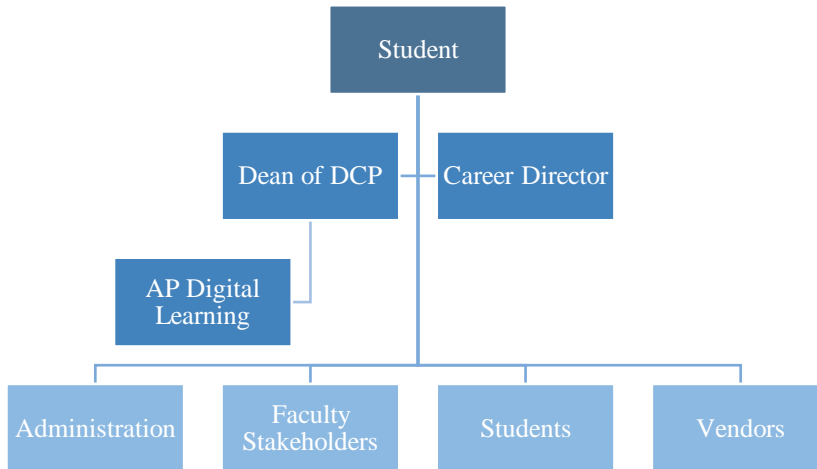 Student
Dean of DCP
Career Director
AP Digital
Learning
Administration
Faculty
Stakeholders
Students
Vendors